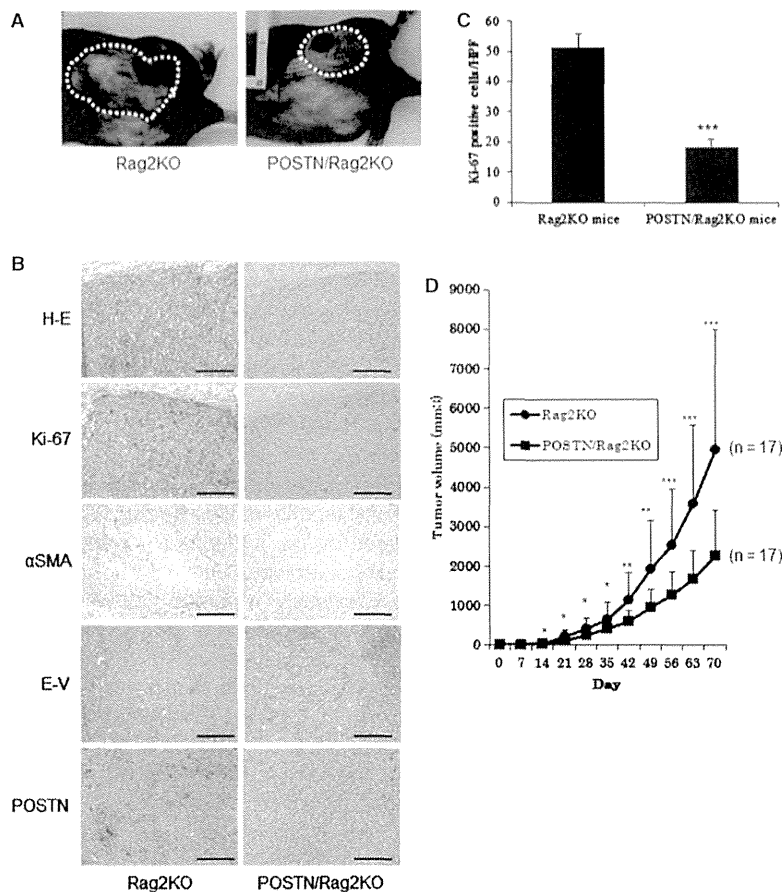 A
Rag2KO
POSTN/Rag2KO
B
H-E
Ki-67
αSMA
E-V
POSTN
Rag2KO
POSTN/Rag2KO
C
Ki-67 positive cells/HPF
60
50
40
30
20
10
0
***
Rag2KO mice
POSTN/Rag2KO mice
D
Tumor volume (mm3)
9000
8000
7000
6000
5000
4000
3000
2000
1000
0
Rag2KO
POSTN/Rag2KO
* * * * ** ** *** *** ***
(n = 17)
(n = 17)
0 7 14 21 28 35 42 49 56 63 70
Day